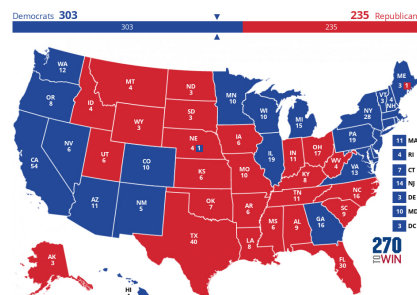 Democrats 303
235 Republican
303
235
WA
12
OR
8
CA
54
NV
6
ID
4
MT
4
WY
3
UT
6
AZ
11
CO
10
NM
5
ND
3
SD
3
NE
4 1
KS
6
OK
7
TX
40
MN
10
IA
6
MO
10
AR
6
LA
8
WI
10
IL
19
MI
15
IN
11
OH
17
KY
8
TN
11
MS
6
AL
9
GA
16
FL
30
SC
9
NC
16
VA
13
WV
4
PA
19
NY
28
VT
3
NH
4
ME
3 1
11 MA
4 RI
7 CT
14 NJ
3 DE
10 MD
3 DC
AK
3
HI
270
TO WIN